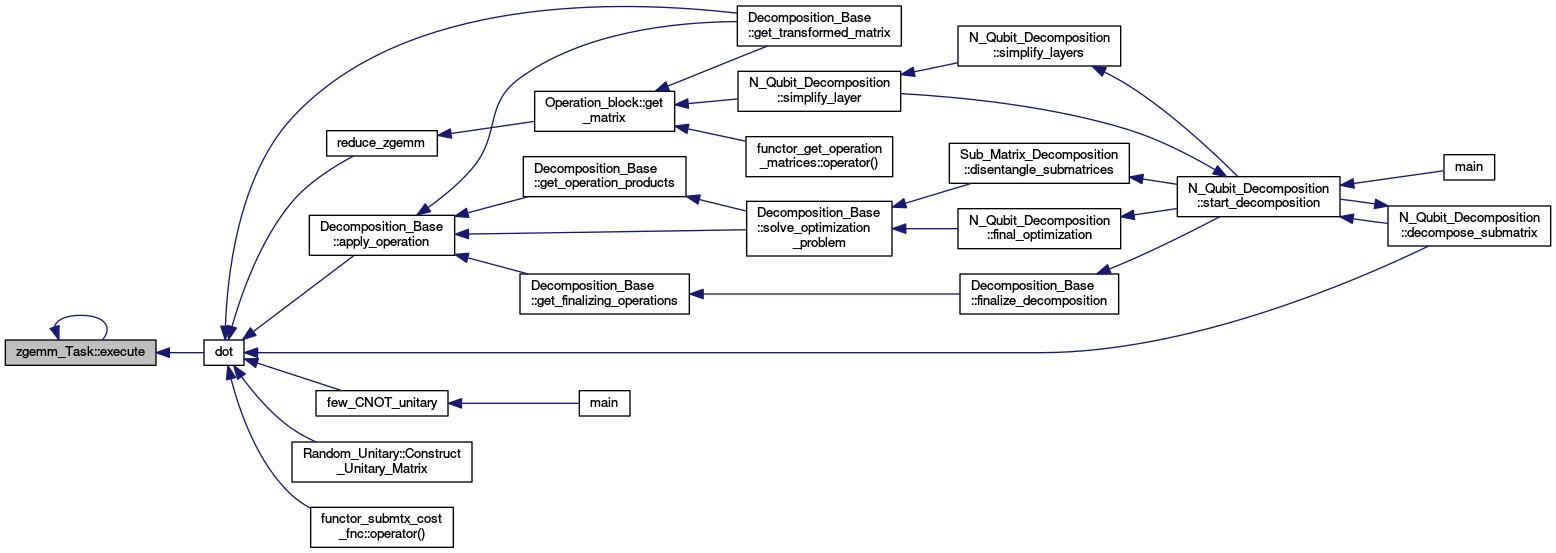 Decomposition_Base
::get_transformed_matrix
N_Qubit_Decomposition
::simplify_layers
N_Qubit_Decomposition
::simplify_layer
Operation_block::get
_matrix
reduce_zgemm
functor_get_operation
_matrices::operator()
Sub_Matrix_Decomposition
::disentangle_submatrices
main
Decomposition_Base
::get_operation_products
N_Qubit_Decomposition
::start_decomposition
Decomposition_Base
::solve_optimization
_problem
N_Qubit_Decomposition
::final_optimization
N_Qubit_Decomposition
::decompose_submatrix
Decomposition_Base
::apply_operation
Decomposition_Base
::get_finalizing_operations
Decomposition_Base
::finalize_decomposition
zgemm_Task::execute
dot
few_CNOT_unitary
main
Random_Unitary::Construct
_Unitary_Matrix
functor_submtx_cost
_fnc::operator()